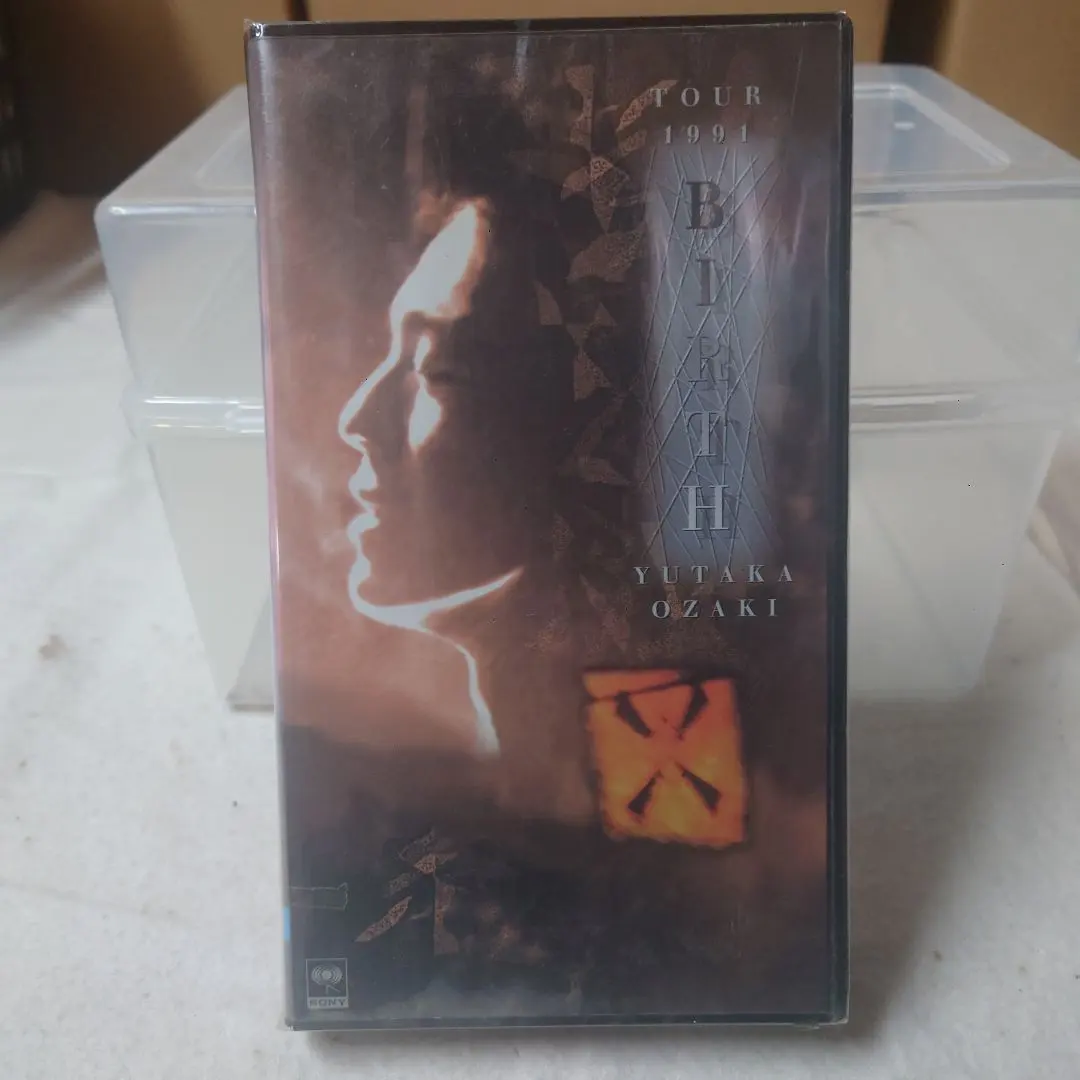 TOUR
1991
BIRTH
YUTAKA
OZAKI
SONY